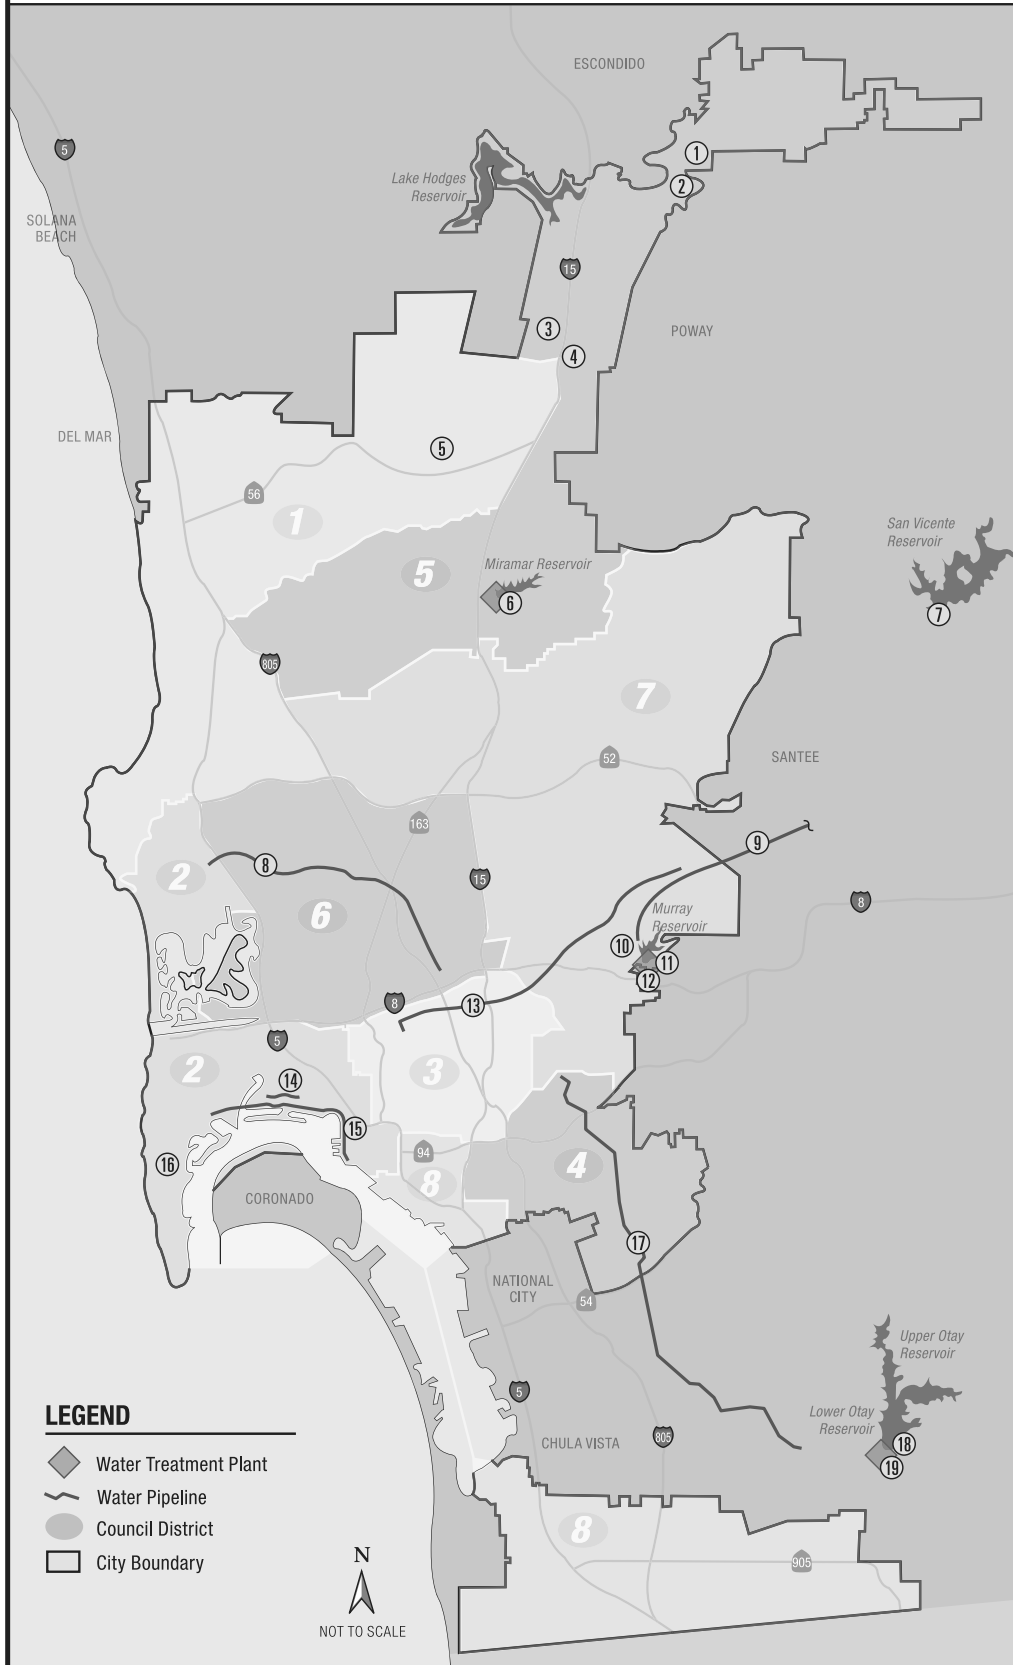 ESCONDIDO
1
5
Lake Hodges
Reservoir
2
SOLANA
BEACH
15
3
POWAY
4
DEL MAR
5
56
1
San Vicente
Reservoir
Miramar Reservoir
5
6
7
805
7
SANTEE
52
163
9
8
2
15
6
8
Murray
Reservoir
10
11
12
8
13
5
2
14
3
15
94
16
4
8
CORONADO
17
NATIONAL
CITY
54
Upper Otay
Reservoir
5
Lower Otay
Reservoir
805
CHULA VISTA
18
19
8
905
LEGEND
Water Treatment Plant
Water Pipeline
Council District
City Boundary
N
NOT TO SCALE